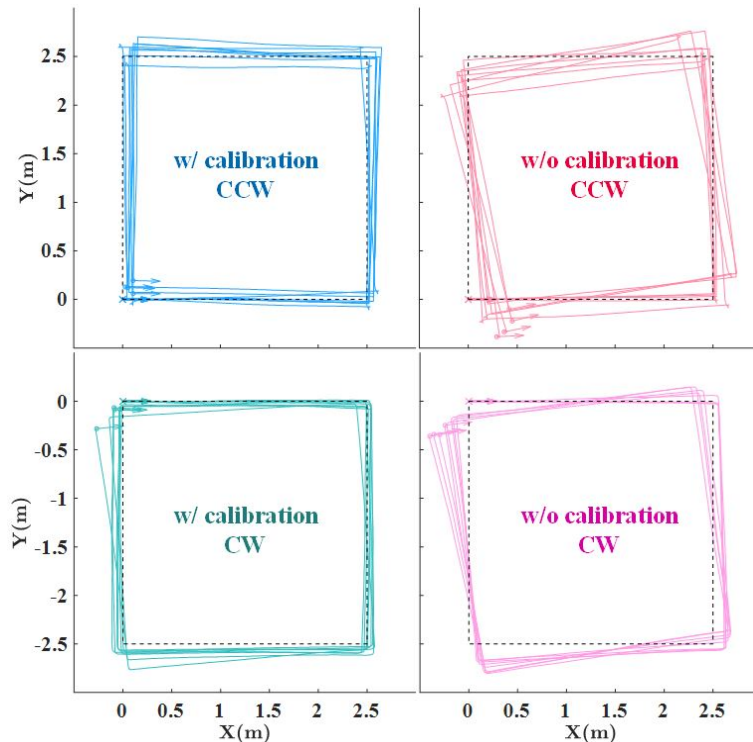 2.5
2
1.5
1
0.5
0
Y(m)
w/ calibration
CCW
w/o calibration
CCW
0
-0.5
-1
-1.5
-2
-2.5
Y(m)
w/ calibration
CW
w/o calibration
CW
0 0.5 1 1.5 2 2.5
X(m)
0 0.5 1 1.5 2 2.5
X(m)